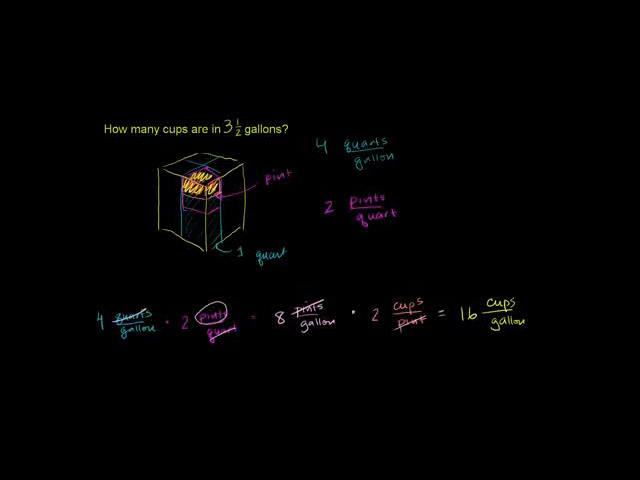 How many cups are in 3 1/2 gallons?
4 quarts/gallon
pint
2 pints/quart
1 quart
4 quarts/gallon · 2 pints/quart = 8 pints/gallon · 2 cups/pint = 16 cups/gallon